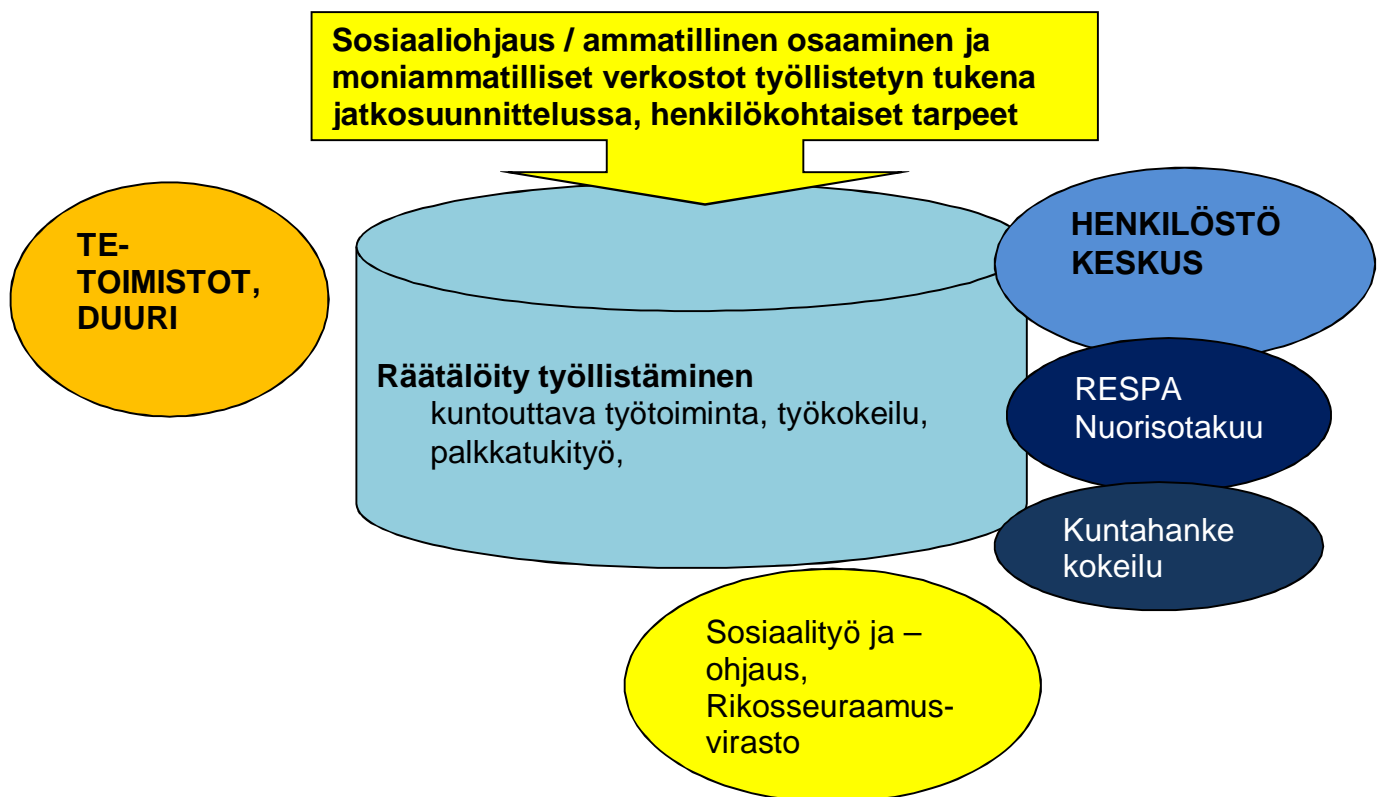 Sosiaaliohjaus / ammatillinen osaaminen ja
moniammatilliset verkostot työllistetyn tukena
jatkosuunnittelussa, henkilökohtaiset tarpeet
TE-
TOIMISTOT,
DUURI
HENKILÖSTÖ
KESKUS
Räätälöity työllistäminen
kuntouttava työtoiminta, työkokeilu,
palkkatukityö,
RESPA
Nuorisotakuu
Kuntahanke
kokeilu
Sosiaalityö ja –
ohjaus,
Rikosseuraamus-
virasto